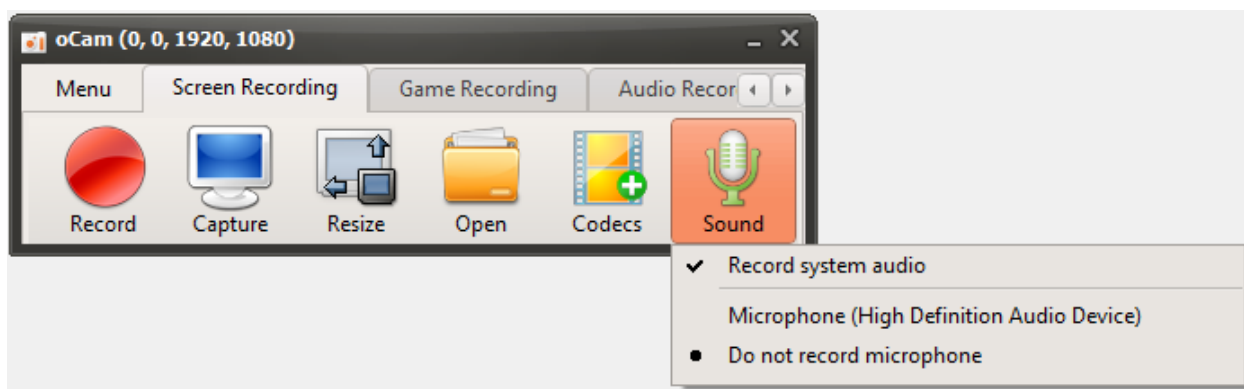 oCam (0, 0, 1920, 1080)
Menu Screen Recording Game Recording Audio Recor
Record Capture Resize Open Codecs Sound
Record system audio
Microphone (High Definition Audio Device)
Do not record microphone